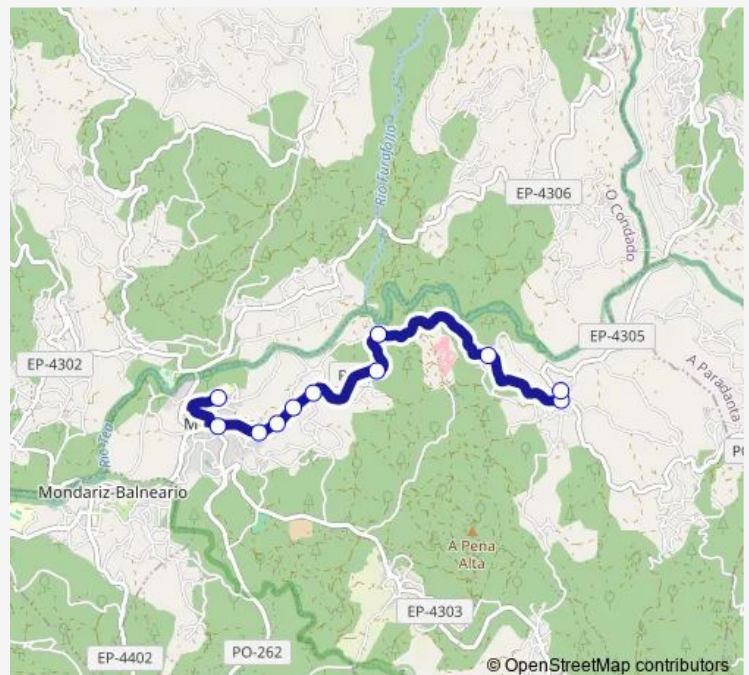 Río Furafollo
EP-4306
O Condado
EP-4305
EP-4302
A Paradanta
Río Tea
Mondariz-Balneario
A Pena
Alta
EP-4303
EP-4402
PO-262
© OpenStreetMap contributors